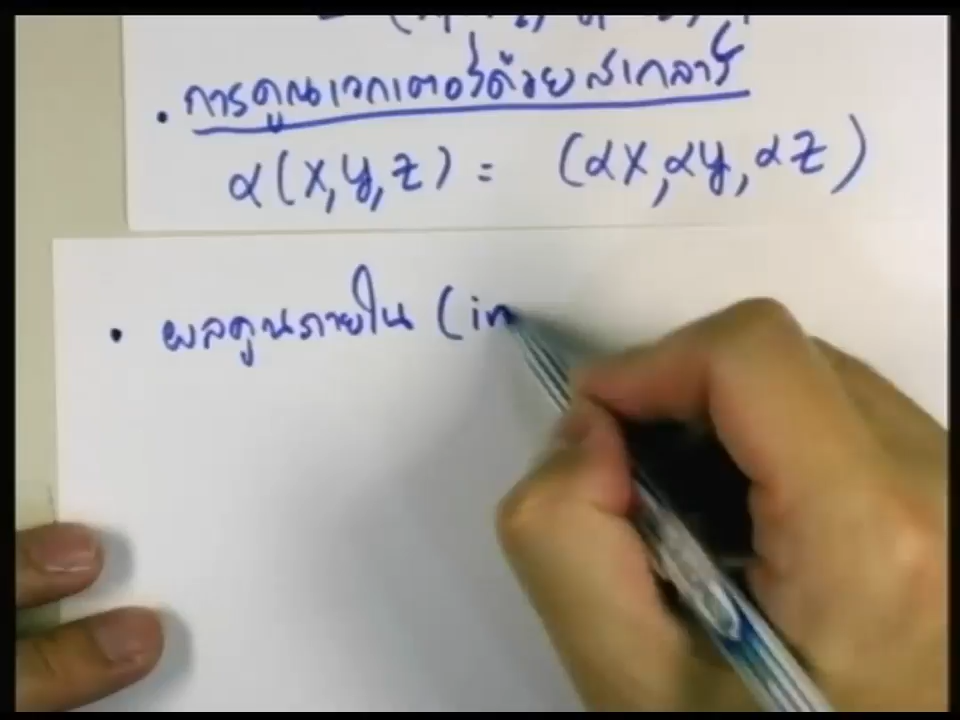 • การคูณเวกเตอร์ด้วยสเกลาร์
α(x,y,z) = (αx,αy,αz)
• ผลคูณภายใน (in